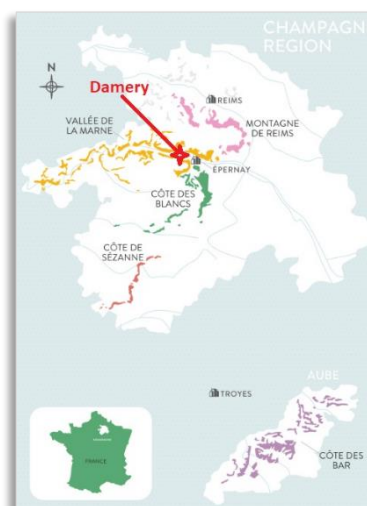 CHAMPAGN
REGION
N
Damery
REIMS
VALLÉE DE
LA MARNE
MONTAGNE
DE REIMS
ÉPERNAY
CÔTE DES
BLANCS
CÔTE DE
SÉZANNE
AUBE
TROYES
CÔTE DES
BAR
FRANCE